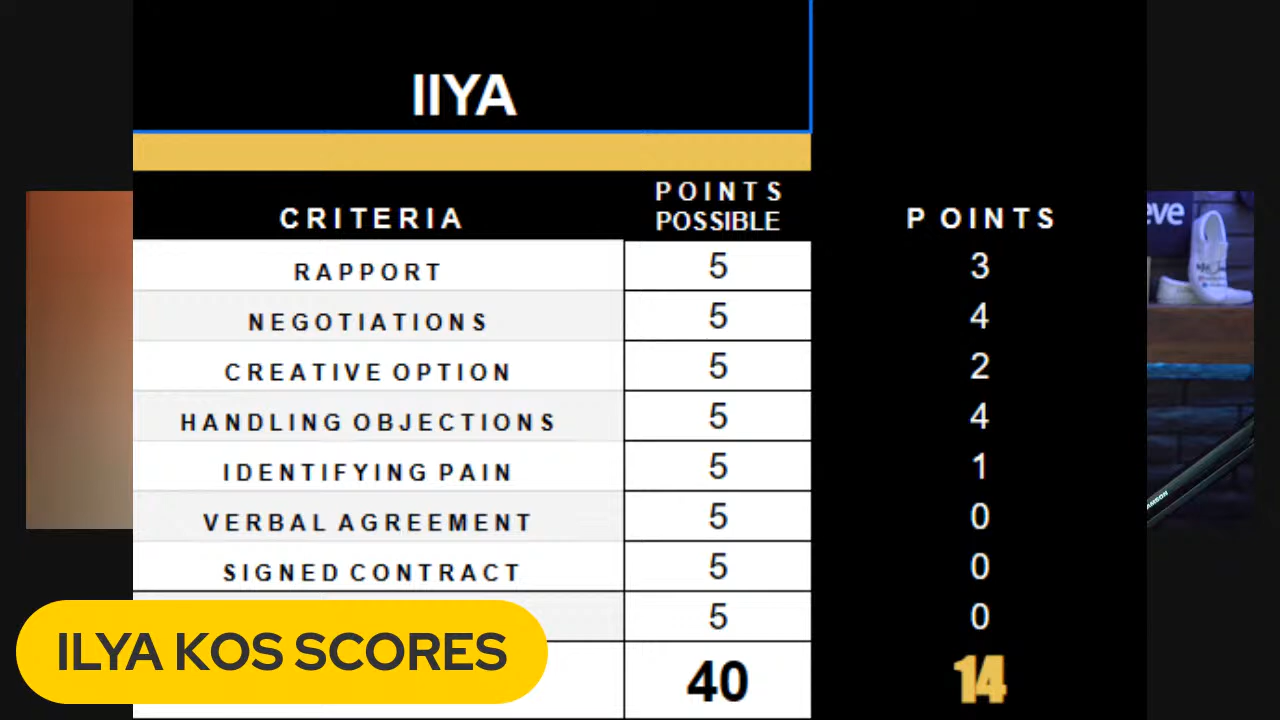 IIYA
CRITERIA POINTS POSSIBLE POINTS
RAPPORT 5 3
NEGOTIATIONS 5 4
CREATIVE OPTION 5 2
HANDLING OBJECTIONS 5 4
IDENTIFYING PAIN 5 1
VERBAL AGREEMENT 5 0
SIGNED CONTRACT 5 0
5 0
40 14
ILYA KOS SCORES
eve